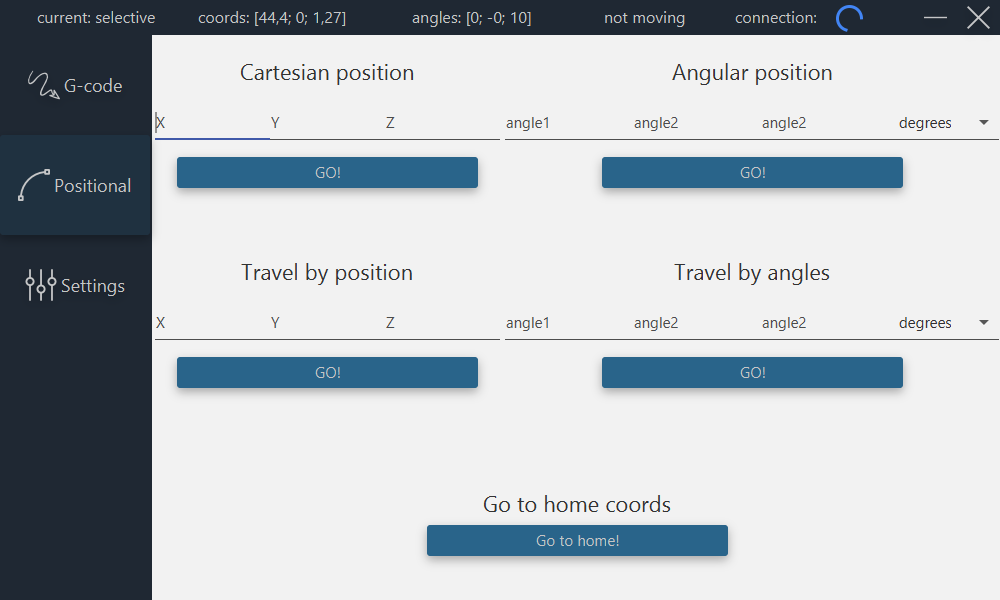 current: selective coords: [44,4; 0; 1,27] angles: [0; -0; 10] not moving connection:
G-code
Positional
Settings
Cartesian position Angular position
X Y Z angle1 angle2 angle2 degrees
GO! GO!
Travel by position Travel by angles
X Y Z angle1 angle2 angle2 degrees
GO! GO!
Go to home coords
Go to home!